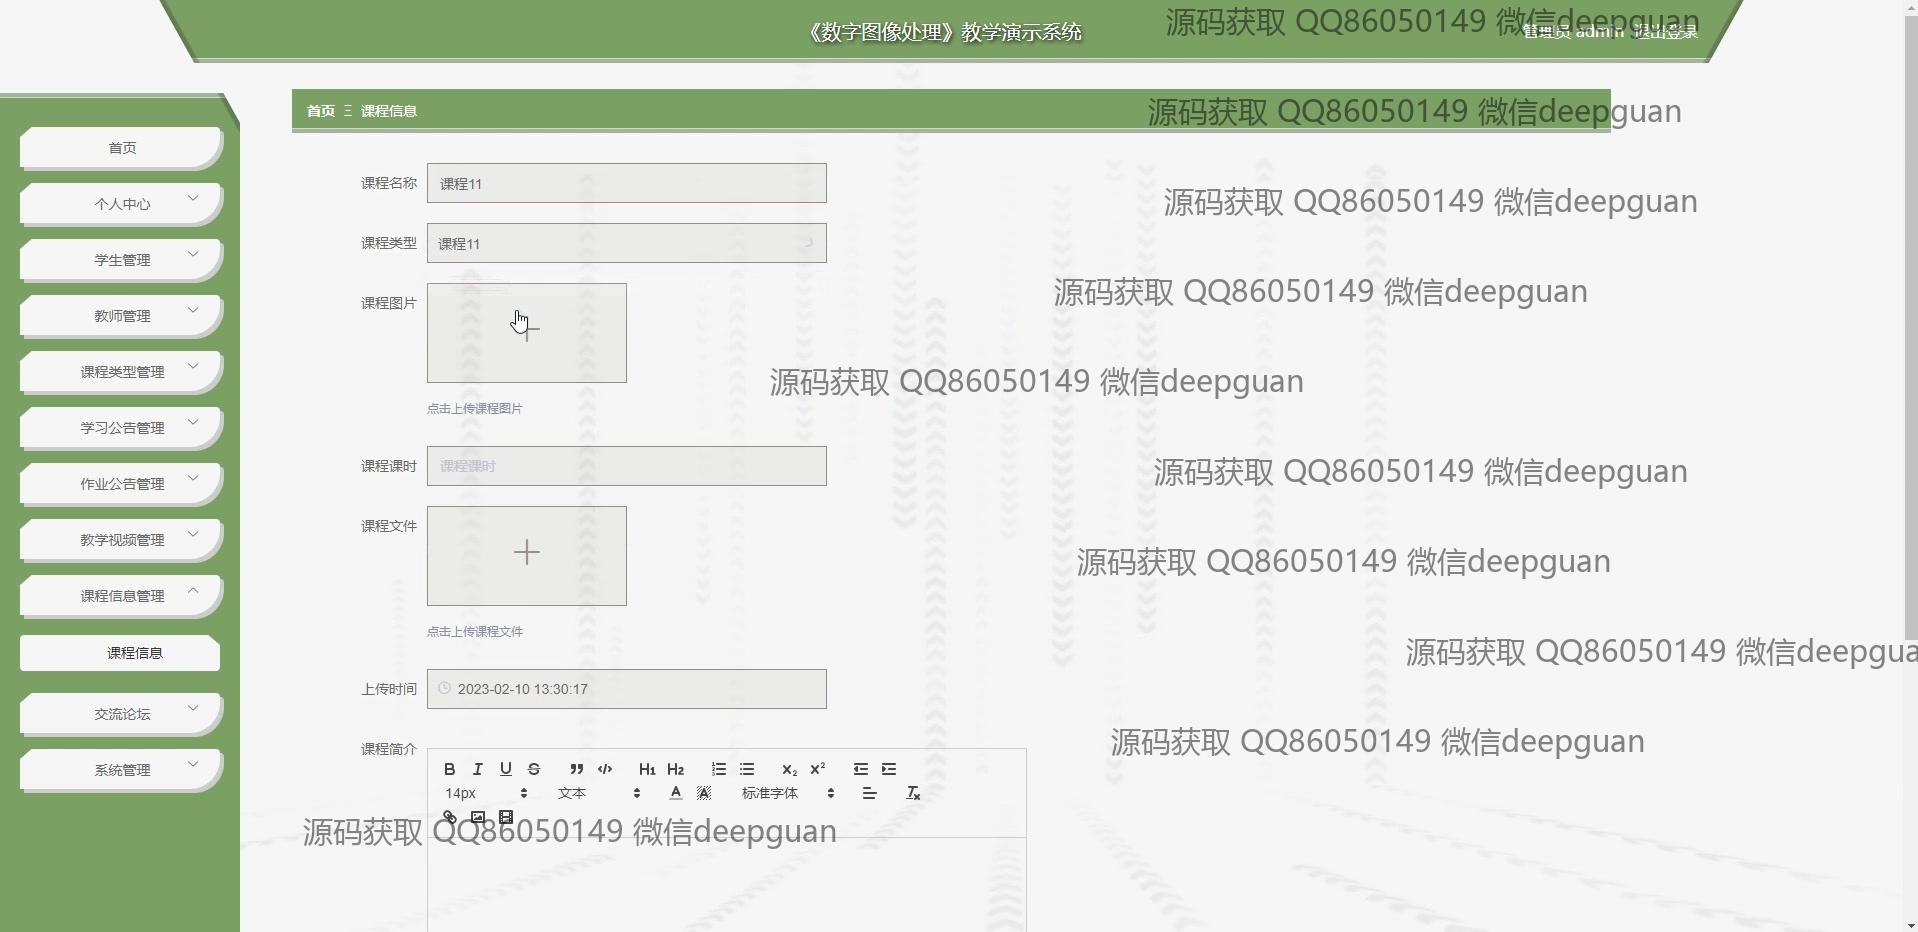 《数字图像处理》教学演示系统
管理员 admin 退出登录
源码获取 QQ86050149 微信deepguan
首页 Ξ 课程信息
源码获取 QQ86050149 微信deepguan
首页
个人中心
学生管理
教师管理
课程类型管理
学习公告管理
作业公告管理
教学视频管理
课程信息管理
课程信息
交流论坛
系统管理
课程名称 课程11
源码获取 QQ86050149 微信deepguan
课程类型 课程11
课程图片
源码获取 QQ86050149 微信deepguan
源码获取 QQ86050149 微信deepguan
点击上传课程图片
课程课时 课程课时
源码获取 QQ86050149 微信deepguan
课程文件
源码获取 QQ86050149 微信deepguan
点击上传课程文件
源码获取 QQ86050149 微信deepgua
上传时间 2023-02-10 13:30:17
源码获取 QQ86050149 微信deepguan
课程简介
B I U S H1 H2 X2 X2
14px 文本 A A 标准字体 Tx
源码获取 QQ86050149 微信deepguan